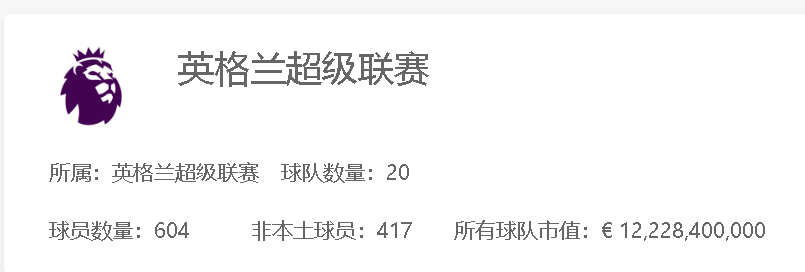 英格兰超级联赛
所属：英格兰超级联赛 球队数量：20
球员数量：604 非本土球员：417 所有球队市值：€ 12,228,400,000